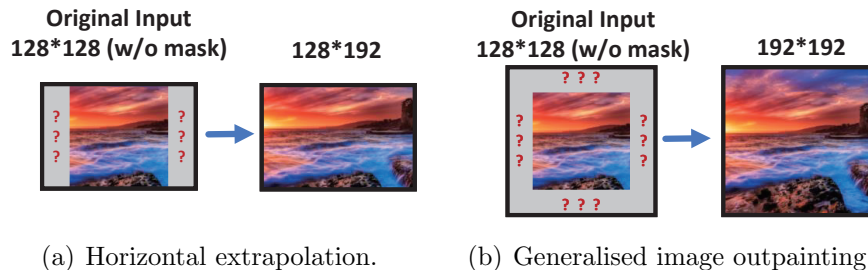 Original Input
128*128 (w/o mask)
128*192
? ?
? ?
? ?
(a) Horizontal extrapolation.
Original Input
128*128 (w/o mask)
192*192
? ? ?
? ?
? ?
? ?
? ? ?
(b) Generalised image outpainting